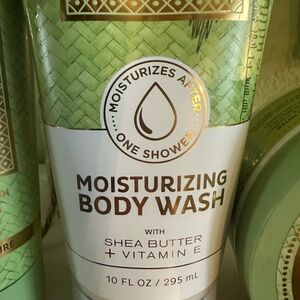 MOISTURIZES AFTER
ONE SHOWER
MOISTURIZING
BODY WASH
WITH
SHEA BUTTER
+ VITAMIN E
10 FL OZ / 295 mL